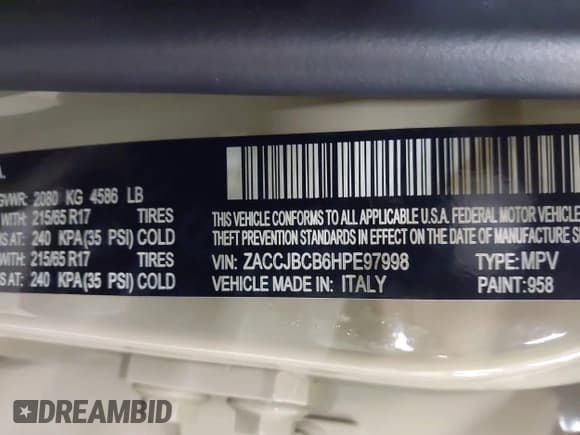 GVWR: 2080 KG 4586 LB
WITH: 215/65 R17 TIRES
AT: 240 KPA(35 PSI) COLD
WITH: 215/65 R17 TIRES
S AT: 240 KPA(35 PSI) COLD
THIS VEHICLE CONFORMS TO ALL APPLICABLE U.S.A. FEDERAL MOTOR VEHICLE
THEFT PREVENTION STANDARDS IN EFFECT ON THE DATE OF MANUFACTURE
VIN: ZACCJBCB6HPE97998 TYPE: MPV
VEHICLE MADE IN: ITALY PAINT: 958
DREAMBID